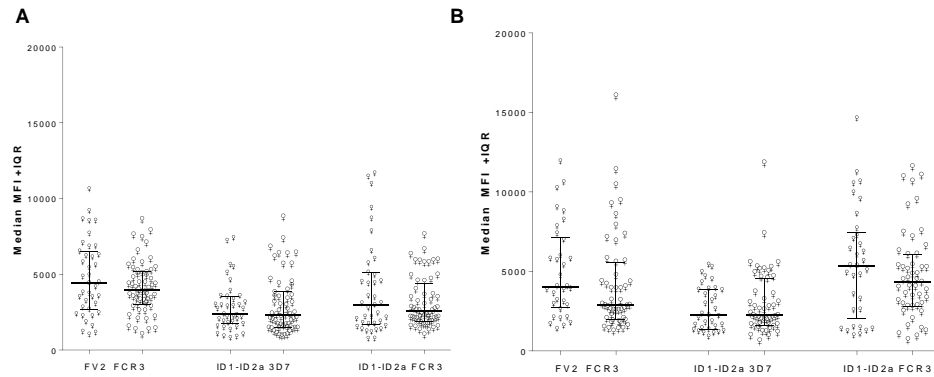 A
Median MFI +IQR
20000
15000
10000
5000
0
FV2 FCR3
ID1-ID2a 3D7
ID1-ID2a FCR3
B
Median MFI +IQR
20000
15000
10000
5000
0
FV2 FCR3
ID1-ID2a 3D7
ID1-ID2a FCR3